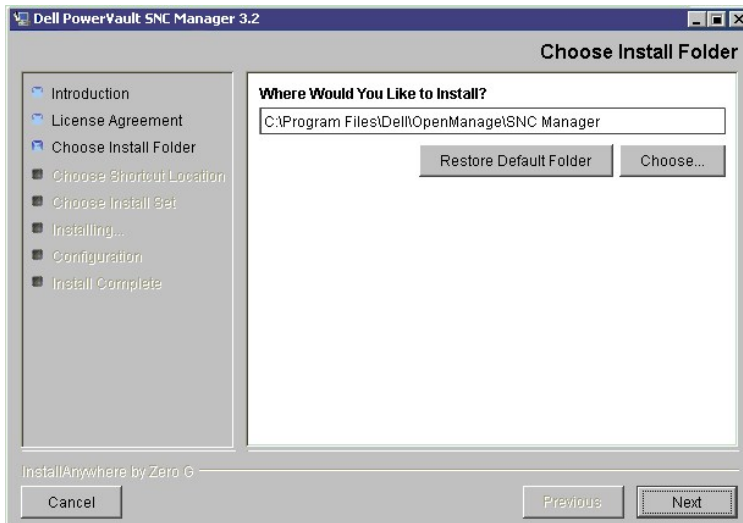 Dell PowerVault SNC Manager 3.2
Choose Install Folder
Introduction
License Agreement
Choose Install Folder
Choose Shortcut Location
Choose Install Set
Installing...
Configuration
Install Complete
Where Would You Like to Install?
C:\Program Files\Dell\OpenManage\SNC Manager
Restore Default Folder
Choose...
InstallAnywhere by Zero G
Cancel
Previous
Next